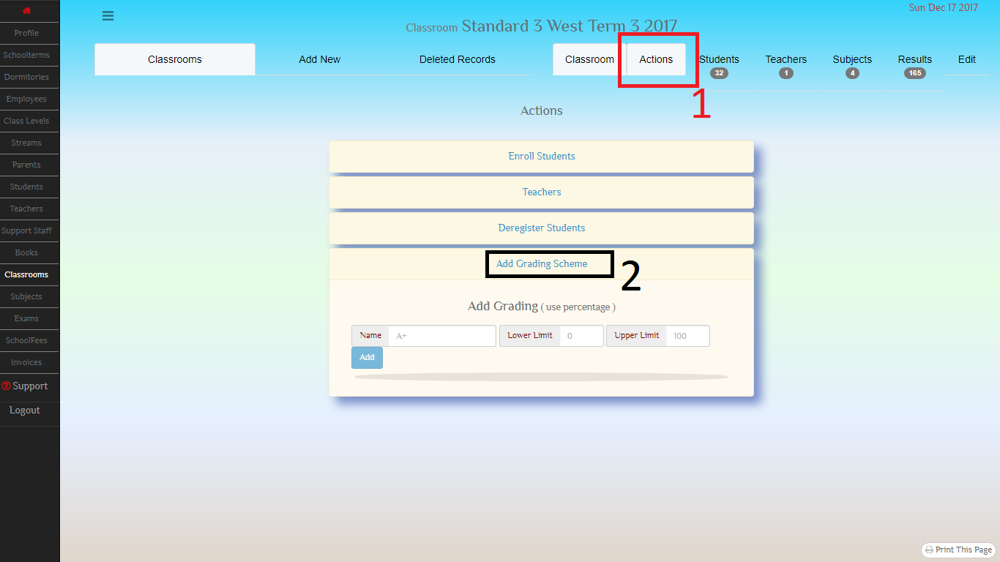 Sun Dec 17 2017
Classroom Standard 3 West Term 3 2017
Classrooms Add New Deleted Records Classroom Actions Students 32 Teachers 1 Subjects 4 Results 165 Edit
1
Profile
Schoolterms
Dormitories
Employees
Class Levels
Streams
Parents
Students
Teachers
Support Staff
Books
Classrooms
Subjects
Exams
SchoolFees
Invoices
Support
Logout
Actions
Enroll Students
Teachers
Deregister Students
Add Grading Scheme
2
Add Grading ( use percentage )
Name A+ Lower Limit 0 Upper Limit 100
Add
Print This Page